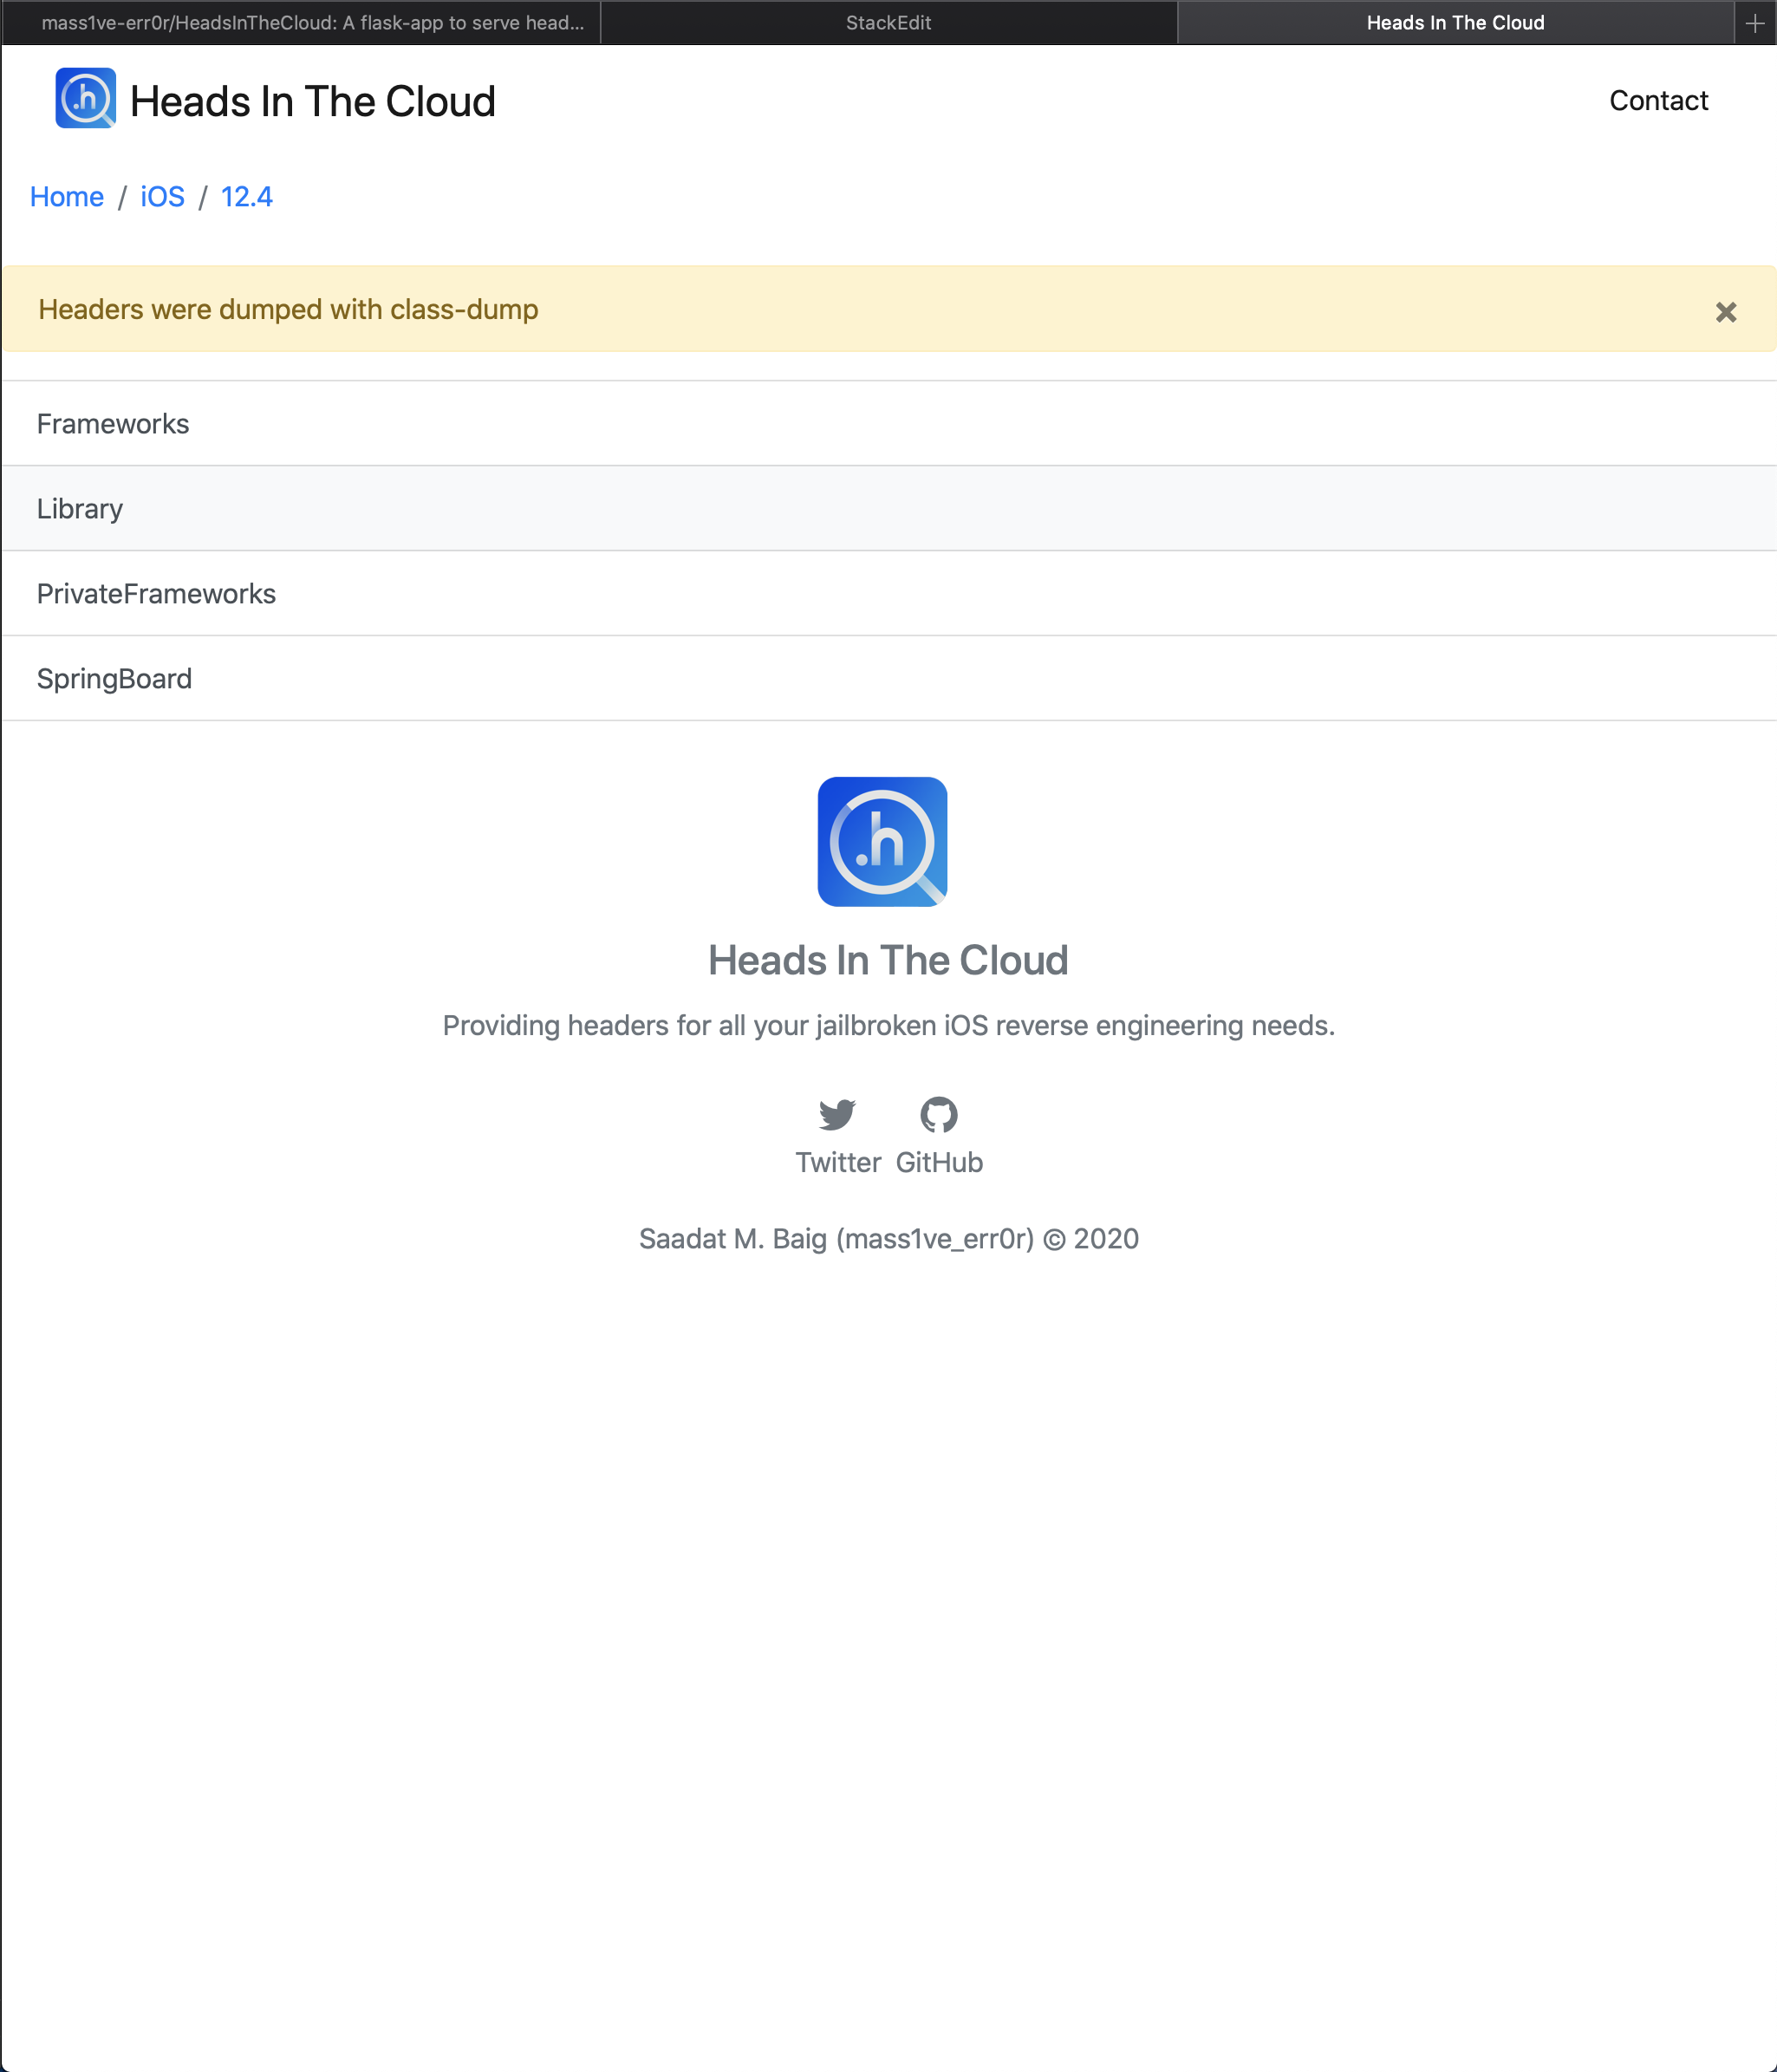 mass1ve-err0r/HeadsInTheCloud: A flask-app to serve head... StackEdit Heads In The Cloud
.h Heads In The Cloud Contact
Home / iOS / 12.4
Headers were dumped with class-dump
Frameworks
Library
PrivateFrameworks
SpringBoard
.h
Heads In The Cloud
Providing headers for all your jailbroken iOS reverse engineering needs.
Twitter GitHub
Saadat M. Baig (mass1ve_err0r) © 2020